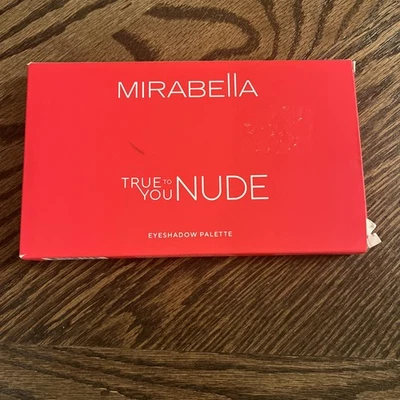 MIRABEllA
TRUE TO YOU NUDE
EYESHADOW PALETTE